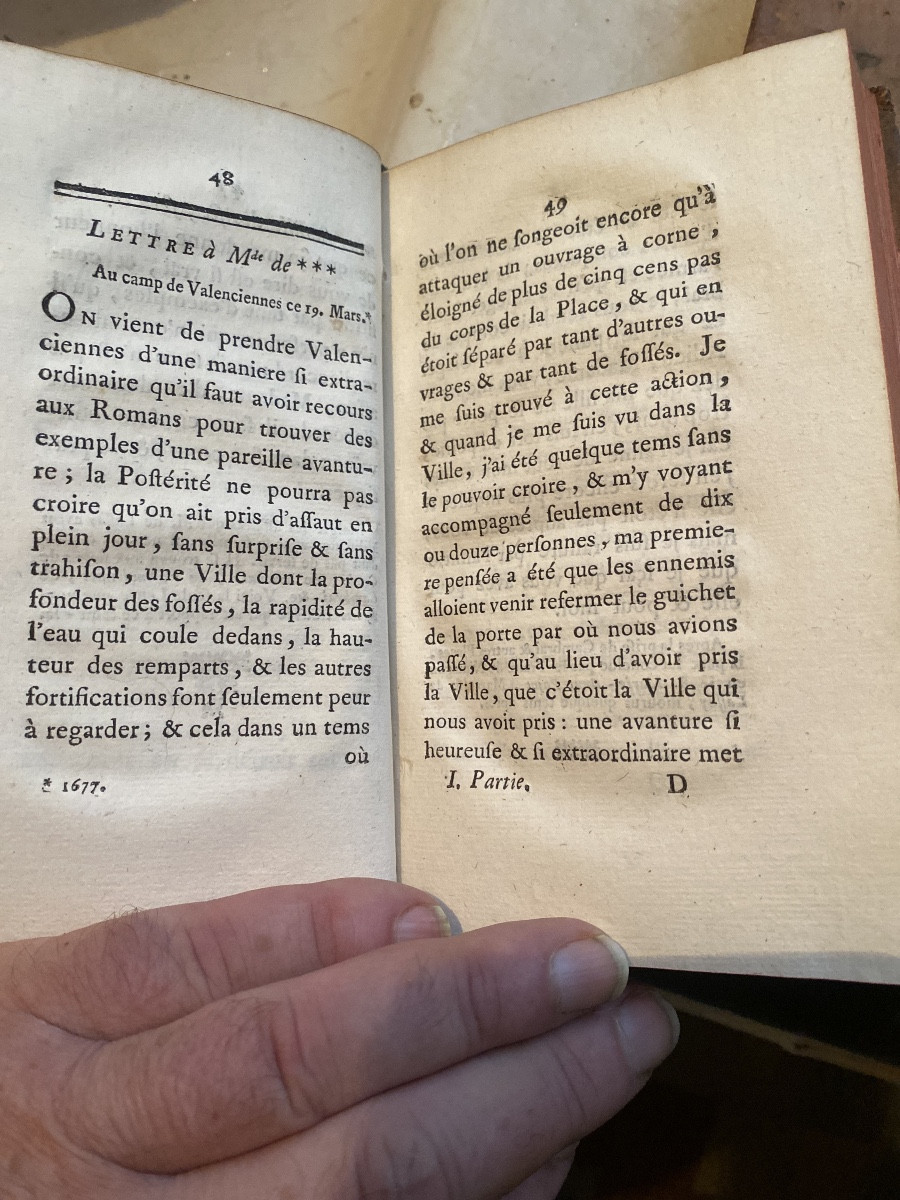 48
LETTRE à Mde de ***
Au camp de Valenciennes ce 19. Mars.*
ON vient de prendre Valen-
ciennes d'une maniere ſi extra-
ordinaire qu'il faut avoir recours
aux Romans pour trouver des
exemples d'une pareille avantu-
re ; la Poſtérité ne pourra pas
croire qu'on ait pris d'aſſaut en
plein jour, ſans ſurpriſe & ſans
trahiſon, une Ville dont la pro-
fondeur des foſſés, la rapidité de
l'eau qui coule dedans, la hau-
teur des remparts, & les autres
fortifications font ſeulement peur
à regarder ; & cela dans un tems
où
* 1677.
49
où l'on ne ſongeoit encore qu'à
attaquer un ouvrage à corne,
éloigné de plus de cinq cens pas
du corps de la Place, & qui en
étoit ſéparé par tant d'autres ou-
vrages & par tant de foſſés. Je
me ſuis trouvé à cette action,
& quand je me ſuis vu dans la
Ville, j'ai été quelque tems ſans
le pouvoir croire, & m'y voyant
accompagné ſeulement de dix
ou douze perſonnes, ma premie-
re penſée a été que les ennemis
alloient venir refermer le guichet
de la porte par où nous avions
paſſé, & qu'au lieu d'avoir pris
la Ville, que c'étoit la Ville qui
nous avoit pris : une avanture ſi
heureuſe & ſi extraordinaire met
I. Partie. D